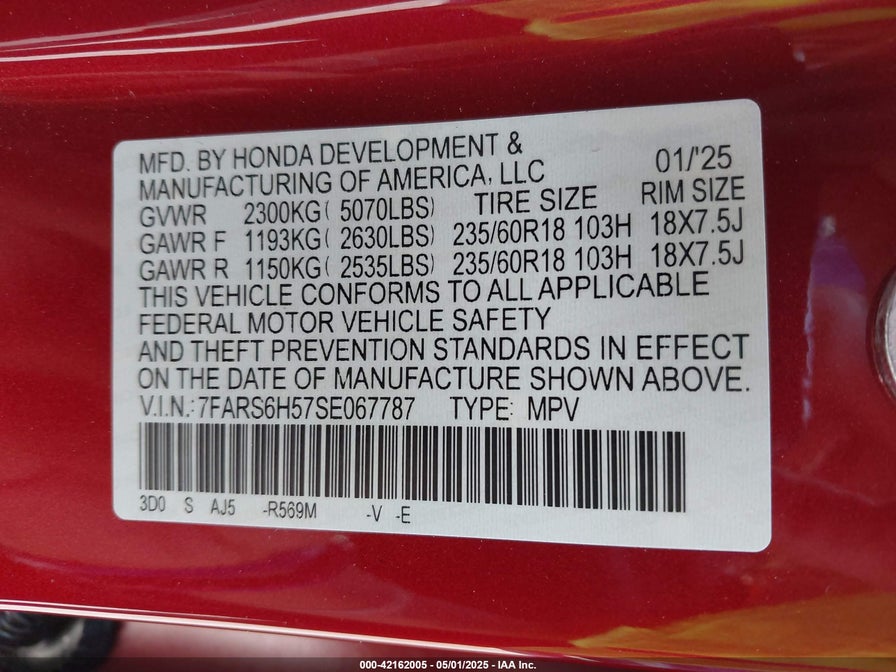 MFD. BY HONDA DEVELOPMENT &
MANUFACTURING OF AMERICA, LLC 01/'25
GVWR 2300KG( 5070LBS) TIRE SIZE RIM SIZE
GAWR F 1193KG( 2630LBS) 235/60R18 103H 18X7.5J
GAWR R 1150KG( 2535LBS) 235/60R18 103H 18X7.5J
THIS VEHICLE CONFORMS TO ALL APPLICABLE
FEDERAL MOTOR VEHICLE SAFETY
AND THEFT PREVENTION STANDARDS IN EFFECT
ON THE DATE OF MANUFACTURE SHOWN ABOVE.
V.I.N.:7FARS6H57SE067787 TYPE: MPV
3D0 S AJ5 -R569M -V -E
000-42162005 - 05/01/2025 - IAA Inc.